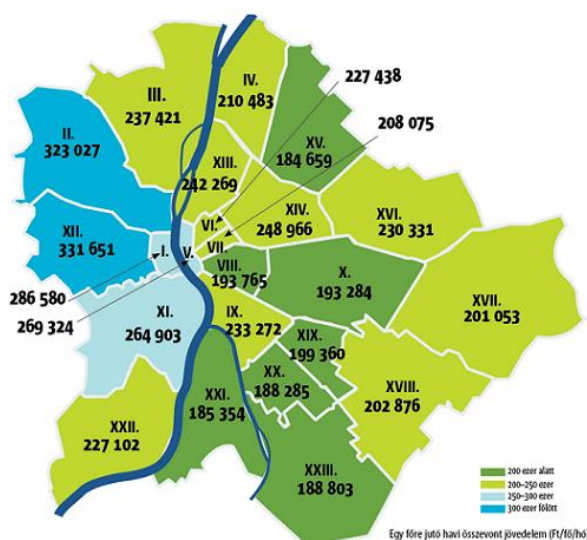 III.
237 421
IV.
210 483
227 438
208 075
II.
323 027
XV.
184 659
XIII.
242 269
VI.
XIV.
248 966
XVI.
230 331
XII.
331 651
I.
V.
VII.
VIII.
193 765
X.
193 284
XVII.
201 053
286 580
269 324
XI.
264 903
IX.
233 272
XIX.
199 360
XX.
188 285
XVIII.
202 876
XXI.
185 354
XXII.
227 102
XXIII.
188 803
200 ezer alatt
200–250 ezer
250–300 ezer
300 ezer fölött
Egy főre jutó havi összevont jövedelem (Ft/fő/hó)